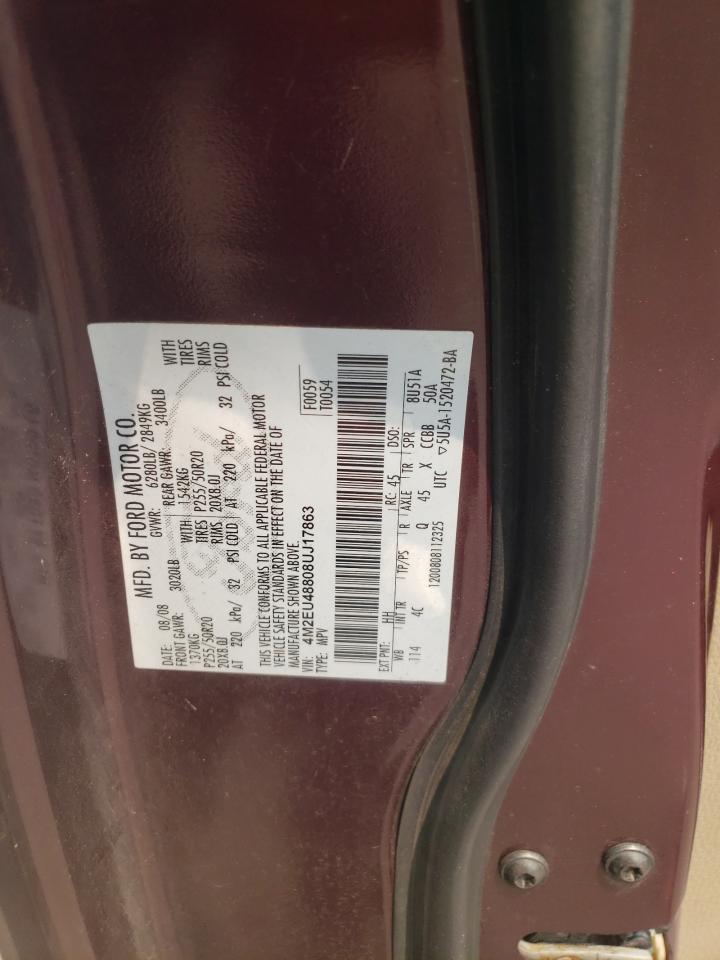 MFD. BY FORD MOTOR CO.
DATE: 08/08 GVWR: 6280LB/ 2849KG
FRONT GAWR: 3020LB REAR GAWR: 3400LB
1370KG WITH 1542KG WITH
P255/50R20 TIRES P255/50R20 TIRES
20X8.0J RIMS 20X8.0J RIMS
AT 220 kPa/ 32 PSI COLD AT 220 kPa/ 32 PSI COLD
THIS VEHICLE CONFORMS TO ALL APPLICABLE FEDERAL MOTOR
VEHICLE SAFETY STANDARDS IN EFFECT ON THE DATE OF
MANUFACTURE SHOWN ABOVE.
VIN: 4M2EU48808UJ17863 F0059
TYPE: MPV T0054
EXT PNT: HH RC: 45 DSO:
WB INT TR TP/PS R AXLE TR SPR 8U51A
114 4C Q 45 X CCBB 50A
1200808112325 UTC ▽5U5A-1520472-BA